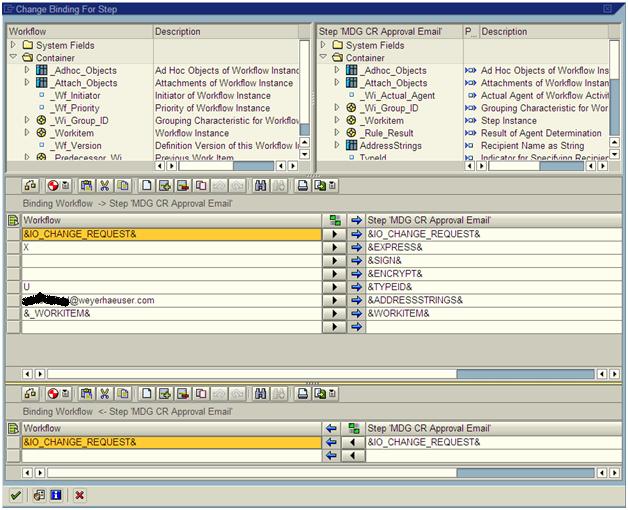 Change Binding For Step
Workflow Description
System Fields
Container
_Adhoc_Objects Ad Hoc Objects of Workflow Instanc
_Attach_Objects Attachments of Workflow Instance
_Wf_Initiator Initiator of Workflow Instance
_Wf_Priority Priority of Workflow Instance
_Wi_Group_ID Grouping Characteristic for Workflow
_Workitem Workflow Instance
_Wf_Version Definition Version of this Workflow I
Predecessor_Wi Previous Work Item
Step 'MDG CR Approval Email' P... Description
System Fields
Container
_Adhoc_Objects Ad Hoc Objects of Workflow Ins
_Attach_Objects Attachments of Workflow Instan
_Wi_Actual_Agent Actual Agent of Workflow Activit
_Wi_Group_ID Grouping Characteristic for Work
_Workitem Step Instance
_Rule_Result Result of Agent Determination
AddressStrings Recipient Name as String
TypeId Indicator for Specifying Recipien
Binding Workflow -> Step 'MDG CR Approval Email'
Workflow Step 'MDG CR Approval Email'
&IO_CHANGE_REQUEST& &IO_CHANGE_REQUEST&
X &EXPRESS&
&SIGN&
&ENCRYPT&
U &TYPEID&
@weyerhaeuser.com &ADDRESSSTRINGS&
&_WORKITEM& &WORKITEM&
Binding Workflow <- Step 'MDG CR Approval Email'
Workflow Step 'MDG CR Approval Email'
&IO_CHANGE_REQUEST& &IO_CHANGE_REQUEST&